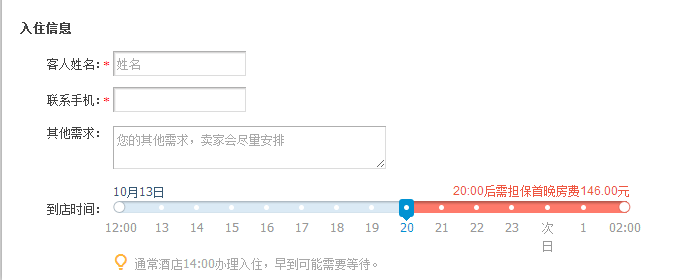 入住信息
客人姓名:* 姓名
联系手机:*
其他需求: 您的其他需求，卖家会尽量安排
10月13日 20:00后需担保首晚房费146.00元
到店时间:
12:00 13 14 15 16 17 18 19 20 21 22 23 次日 1 02:00
通常酒店14:00办理入住，早到可能需要等待。